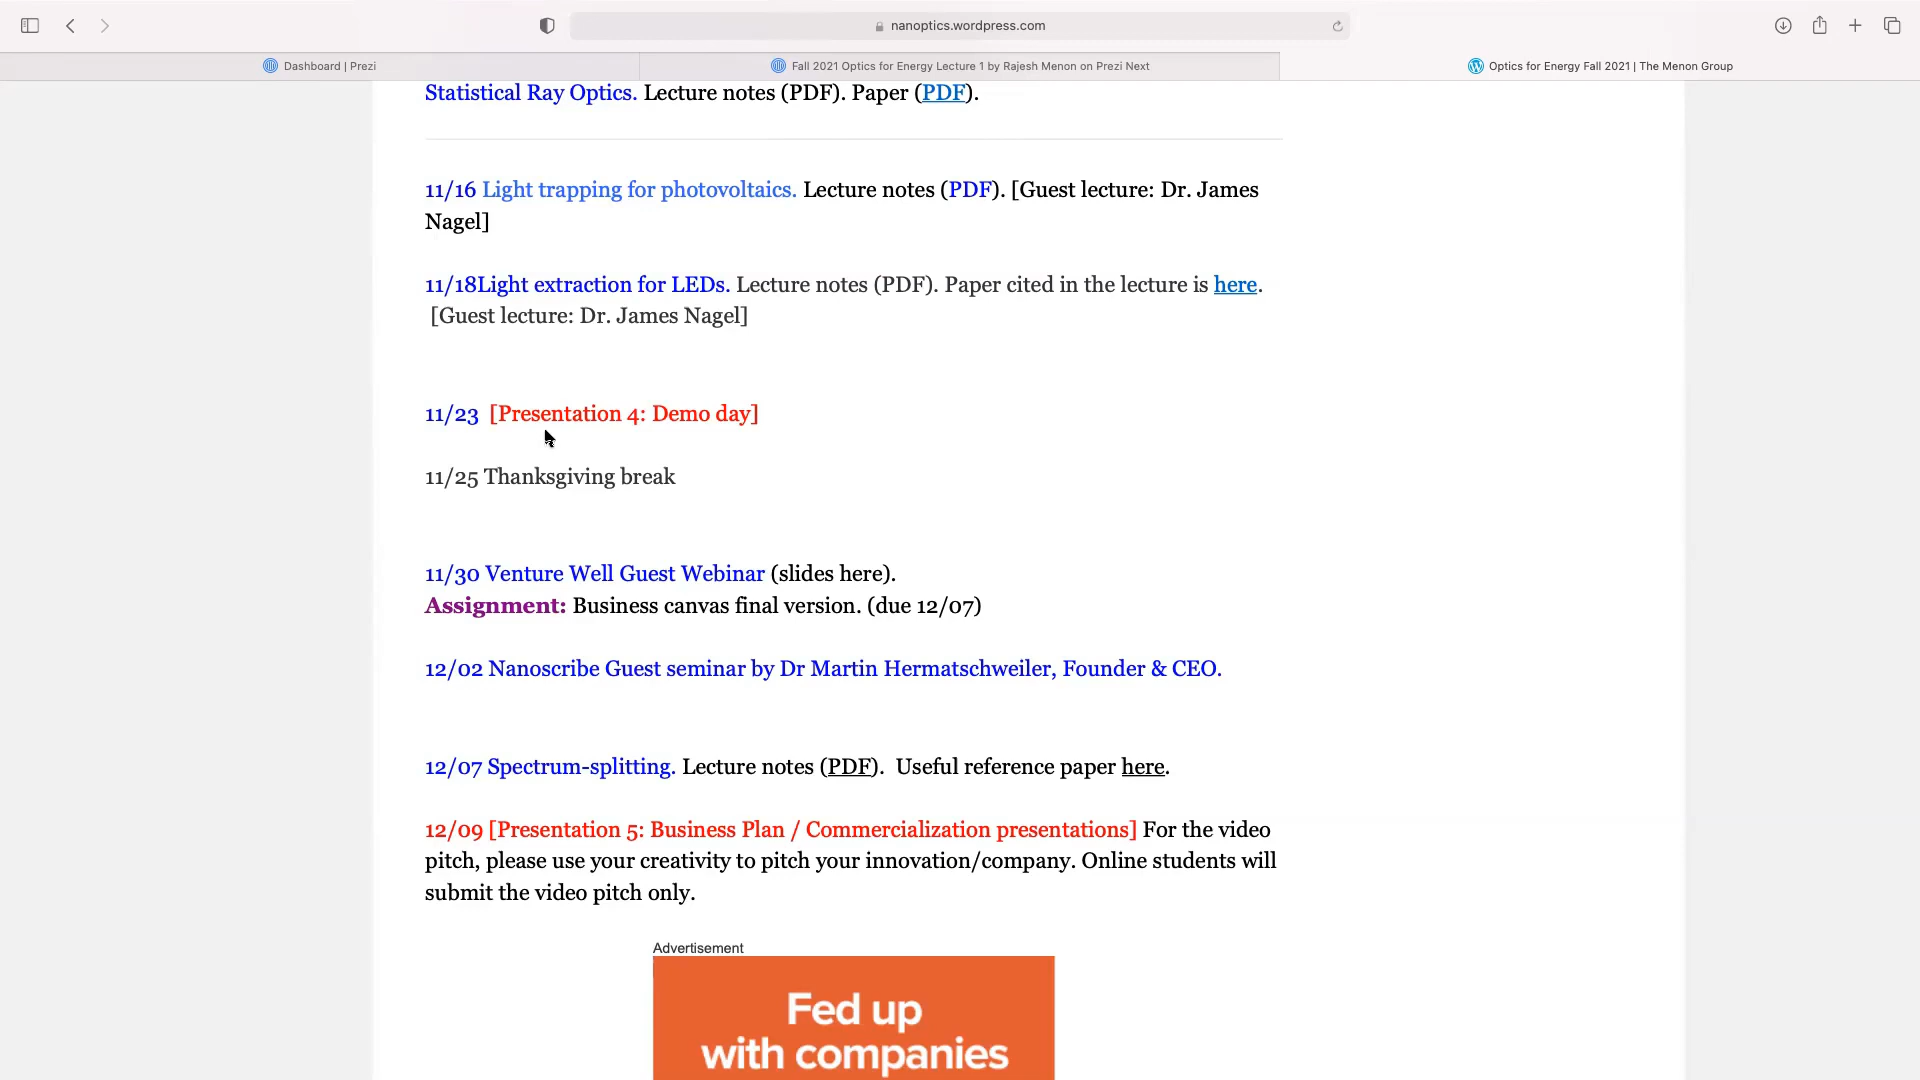 nanoptics.wordpress.com
Dashboard | Prezi
Fall 2021 Optics for Energy Lecture 1 by Rajesh Menon on Prezi Next
Optics for Energy Fall 2021 | The Menon Group
Statistical Ray Optics. Lecture notes (PDF). Paper (PDF).
11/16 Light trapping for photovoltaics. Lecture notes (PDF). [Guest lecture: Dr. James
Nagel]
11/18Light extraction for LEDs. Lecture notes (PDF). Paper cited in the lecture is here.
[Guest lecture: Dr. James Nagel]
11/23 [Presentation 4: Demo day]
11/25 Thanksgiving break
11/30 Venture Well Guest Webinar (slides here).
Assignment: Business canvas final version. (due 12/07)
12/02 Nanoscribe Guest seminar by Dr Martin Hermatschweiler, Founder & CEO.
12/07 Spectrum-splitting. Lecture notes (PDF). Useful reference paper here.
12/09 [Presentation 5: Business Plan / Commercialization presentations] For the video
pitch, please use your creativity to pitch your innovation/company. Online students will
submit the video pitch only.
Advertisement
Fed up
with companies